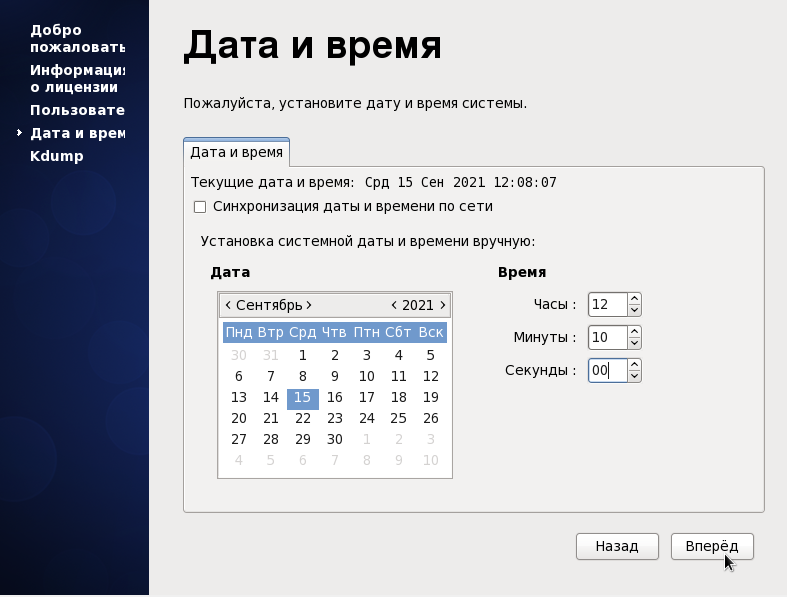 Добро
пожаловать
Информация
о лицензии
Пользовате
Дата и врем
Kdump
Дата и время
Пожалуйста, установите дату и время системы.
Дата и время
Текущие дата и время: Срд 15 Сен 2021 12:08:07
Синхронизация даты и времени по сети
Установка системной даты и времени вручную:
Дата
Время
< Сентябрь > < 2021 >
Пнд Втр Срд Чтв Птн Сбт Вск
30 31 1 2 3 4 5
6 7 8 9 10 11 12
13 14 15 16 17 18 19
20 21 22 23 24 25 26
27 28 29 30 1 2 3
4 5 6 7 8 9 10
Часы : 12
Минуты : 10
Секунды : 00
Назад
Вперёд